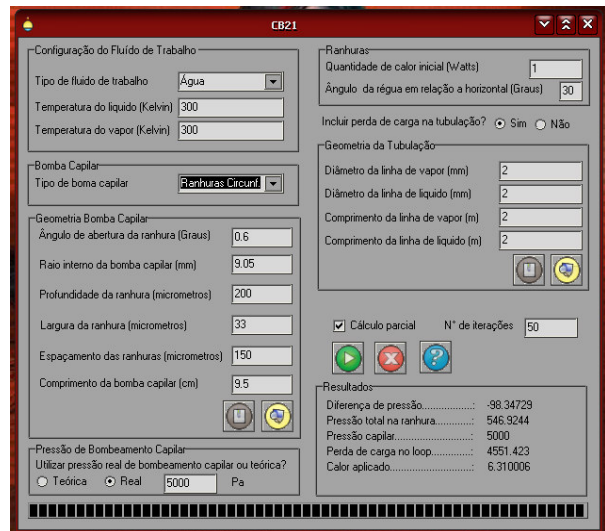 CB21
Configuração do Fluído de Trabalho
Tipo de fluido de trabalho Água
Temperatura do liquido (Kelvin) 300
Temperatura do vapor (Kelvin) 300
Bomba Capilar
Tipo de boma capilar Ranhuras Circunf.
Geometria Bomba Capilar
Ângulo de abertura da ranhura (Graus) 0.6
Raio interno da bomba capilar (mm) 9.05
Profundidade da ranhura (micrometros) 200
Largura da ranhura (micrometros) 33
Espaçamento das ranhuras (micrometros) 150
Comprimento da bomba capilar (cm) 9.5
Pressão de Bombeamento Capilar
Utilizar pressão real de bombeamento capilar ou teórica?
Teórica Real 5000 Pa
Ranhuras
Quantidade de calor inicial (Watts) 1
Ângulo da régua em relação a horizontal (Graus) 30
Incluir perda de carga na tubulação? Sim Não
Geometria da Tubulação
Diâmetro da linha de vapor (mm) 2
Diâmetro da linha de liquido (mm) 2
Comprimento da linha de vapor (m) 2
Comprimento da linha de liquido (m) 2
Cálculo parcial N° de iterações 50
?
Resultados
Diferença de pressão.................: -98.34729
Pressão total na ranhura............: 546.9244
Pressão capilar.........................: 5000
Perda de carga no loop..............: 4551.423
Calor aplicado...........................: 6.310006